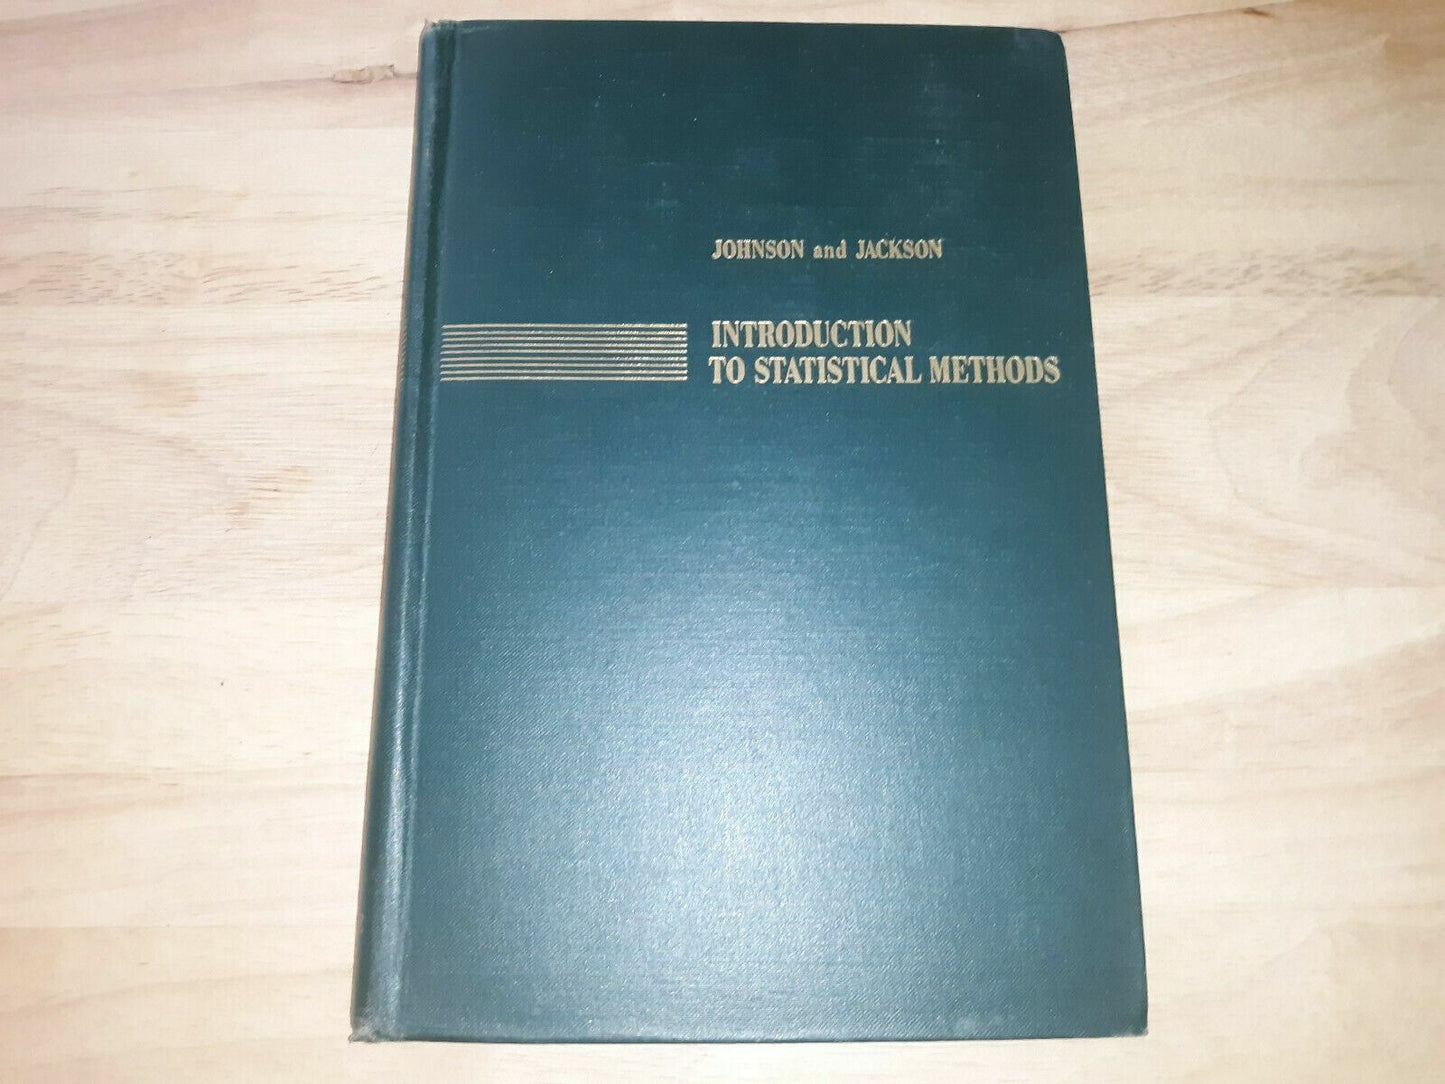 JOHNSON and JACKSON
INTRODUCTION
TO STATISTICAL METHODS